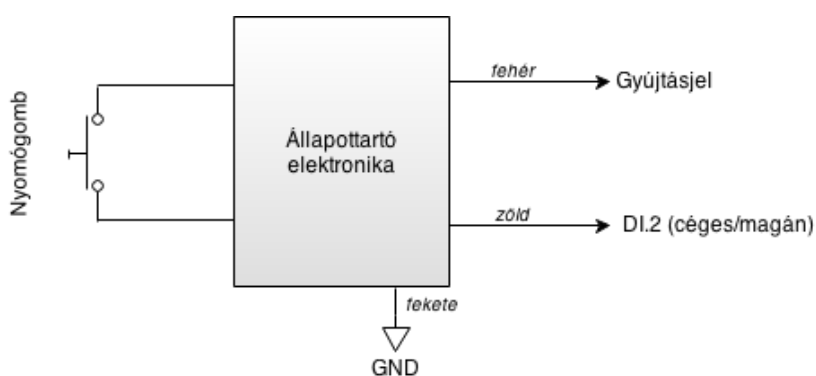 Nyomógomb
Állapottartó
elektronika
fehér
Gyújtásjel
zöld
DI.2 (céges/magán)
fekete
GND